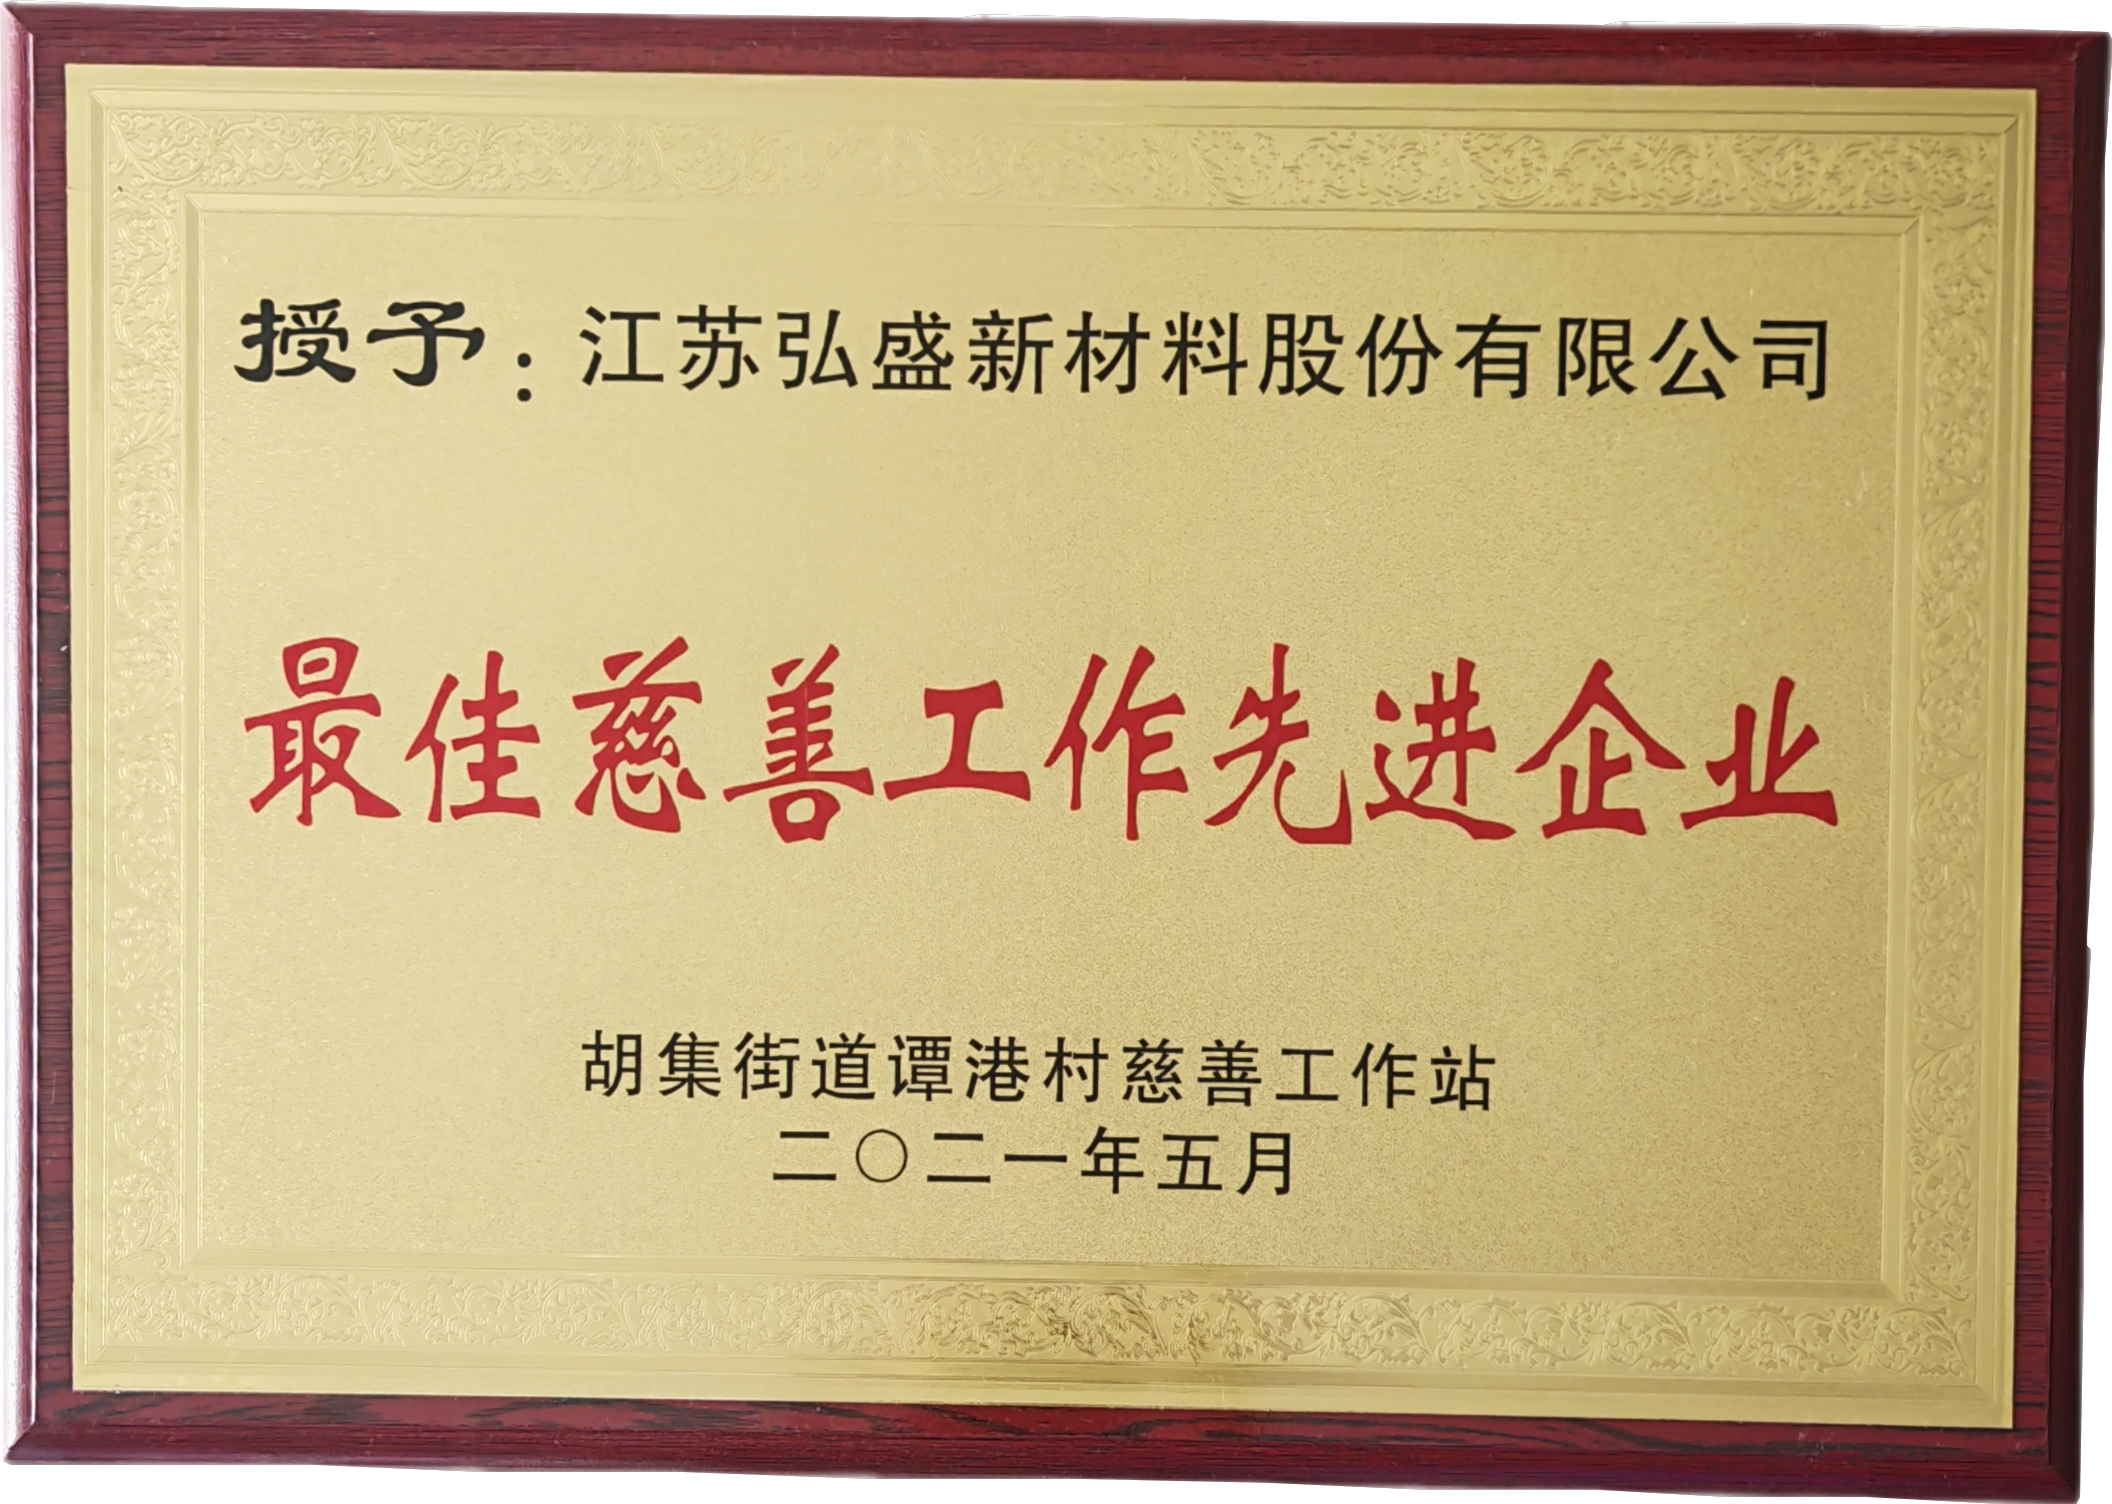 授予：江苏弘盛新材料股份有限公司
最佳慈善工作先进企业
胡集街道谭港村慈善工作站
二〇二一年五月